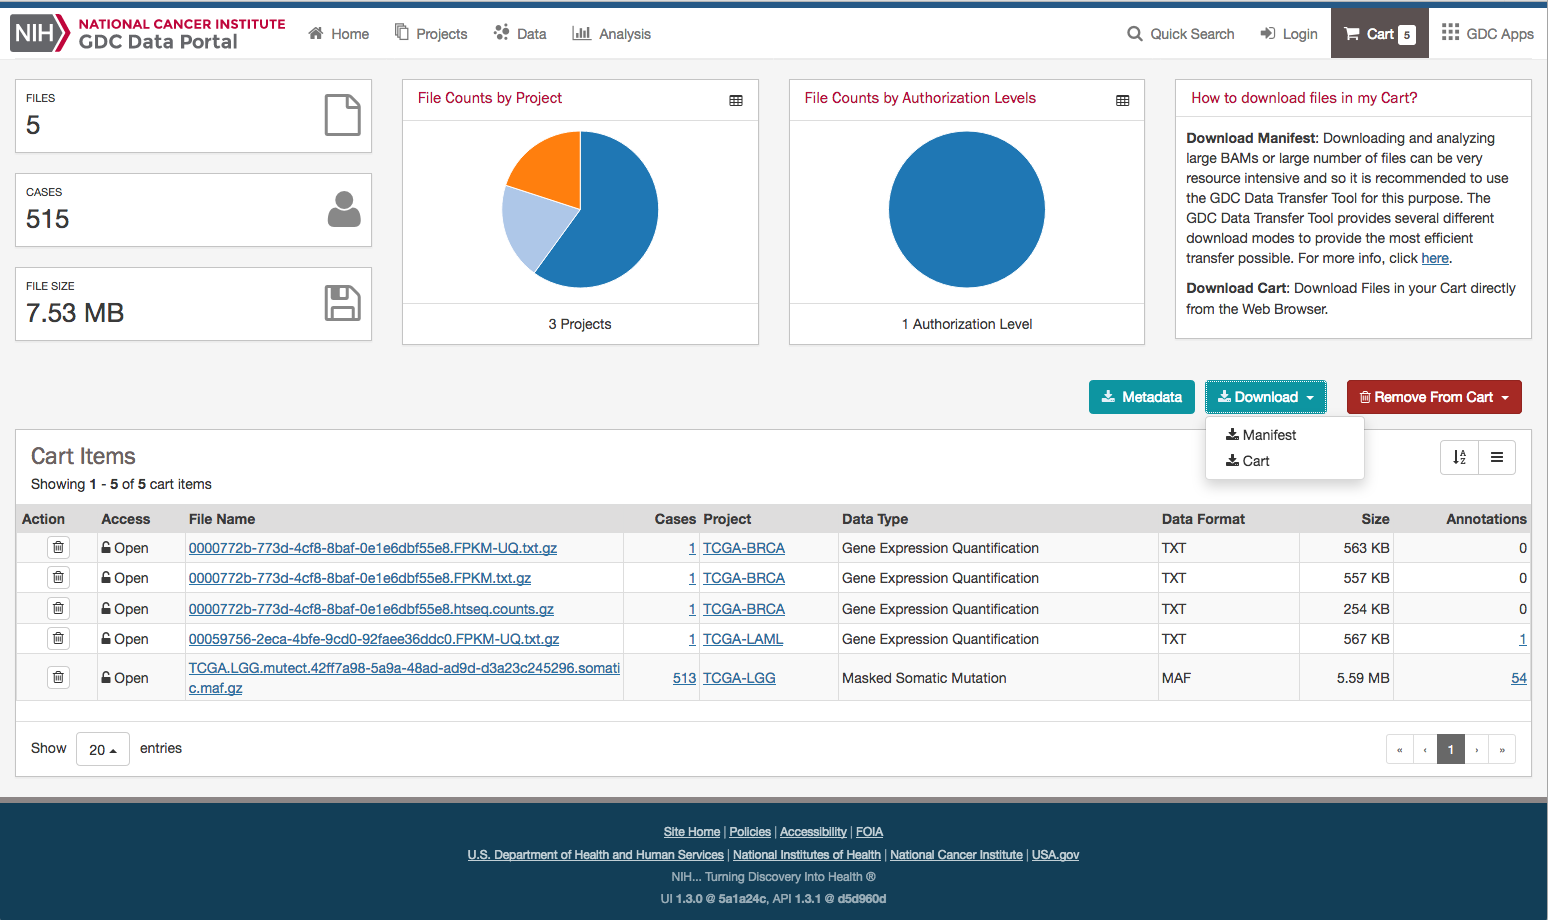 NIH NATIONAL CANCER INSTITUTE
GDC Data Portal
Home Projects Data Analysis Quick Search Login Cart 5 GDC Apps
FILES
5
CASES
515
FILE SIZE
7.53 MB
File Counts by Project
3 Projects
File Counts by Authorization Levels
1 Authorization Level
How to download files in my Cart?
Download Manifest: Downloading and analyzing
large BAMs or large number of files can be very
resource intensive and so it is recommended to use
the GDC Data Transfer Tool for this purpose. The
GDC Data Transfer Tool provides several different
download modes to provide the most efficient
transfer possible. For more info, click here.
Download Cart: Download Files in your Cart directly
from the Web Browser.
Metadata Download Remove From Cart
Manifest
Cart
Cart Items
Showing 1 - 5 of 5 cart items
Action Access File Name Cases Project Data Type Data Format Size Annotations
Open 0000772b-773d-4cf8-8baf-0e1e6dbf55e8.FPKM-UQ.txt.gz 1 TCGA-BRCA Gene Expression Quantification TXT 563 KB 0
Open 0000772b-773d-4cf8-8baf-0e1e6dbf55e8.FPKM.txt.gz 1 TCGA-BRCA Gene Expression Quantification TXT 557 KB 0
Open 0000772b-773d-4cf8-8baf-0e1e6dbf55e8.htseq.counts.gz 1 TCGA-BRCA Gene Expression Quantification TXT 254 KB 0
Open 00059756-2eca-4bfe-9cd0-92faee36ddc0.FPKM-UQ.txt.gz 1 TCGA-LAML Gene Expression Quantification TXT 567 KB 1
Open TCGA.LGG.mutect.42ff7a98-5a9a-48ad-ad9d-d3a23c245296.somati
c.maf.gz 513 TCGA-LGG Masked Somatic Mutation MAF 5.59 MB 54
Show 20 entries « ‹ 1 › »
Site Home | Policies | Accessibility | FOIA
U.S. Department of Health and Human Services | National Institutes of Health | National Cancer Institute | USA.gov
NIH... Turning Discovery Into Health ®
UI 1.3.0 @ 5a1a24c, API 1.3.1 @ d5d960d